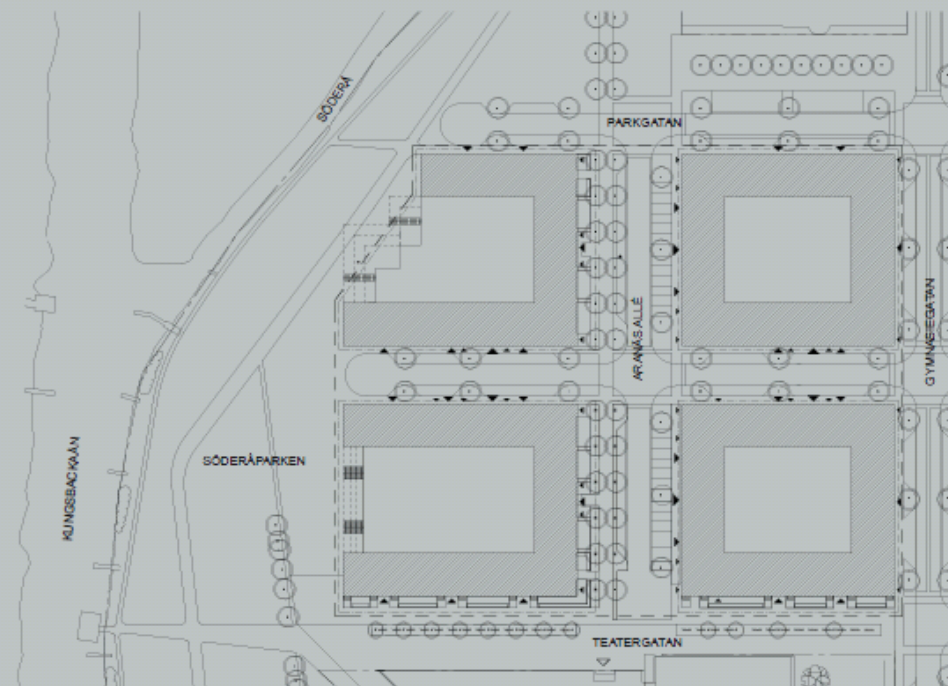 SÖDERÅ
PARKGATAN
ARANÄS ALLÉ
GYMNASIEGATAN
SÖDERÅPARKEN
KUNGSBACKAÅN
TEATERGATAN